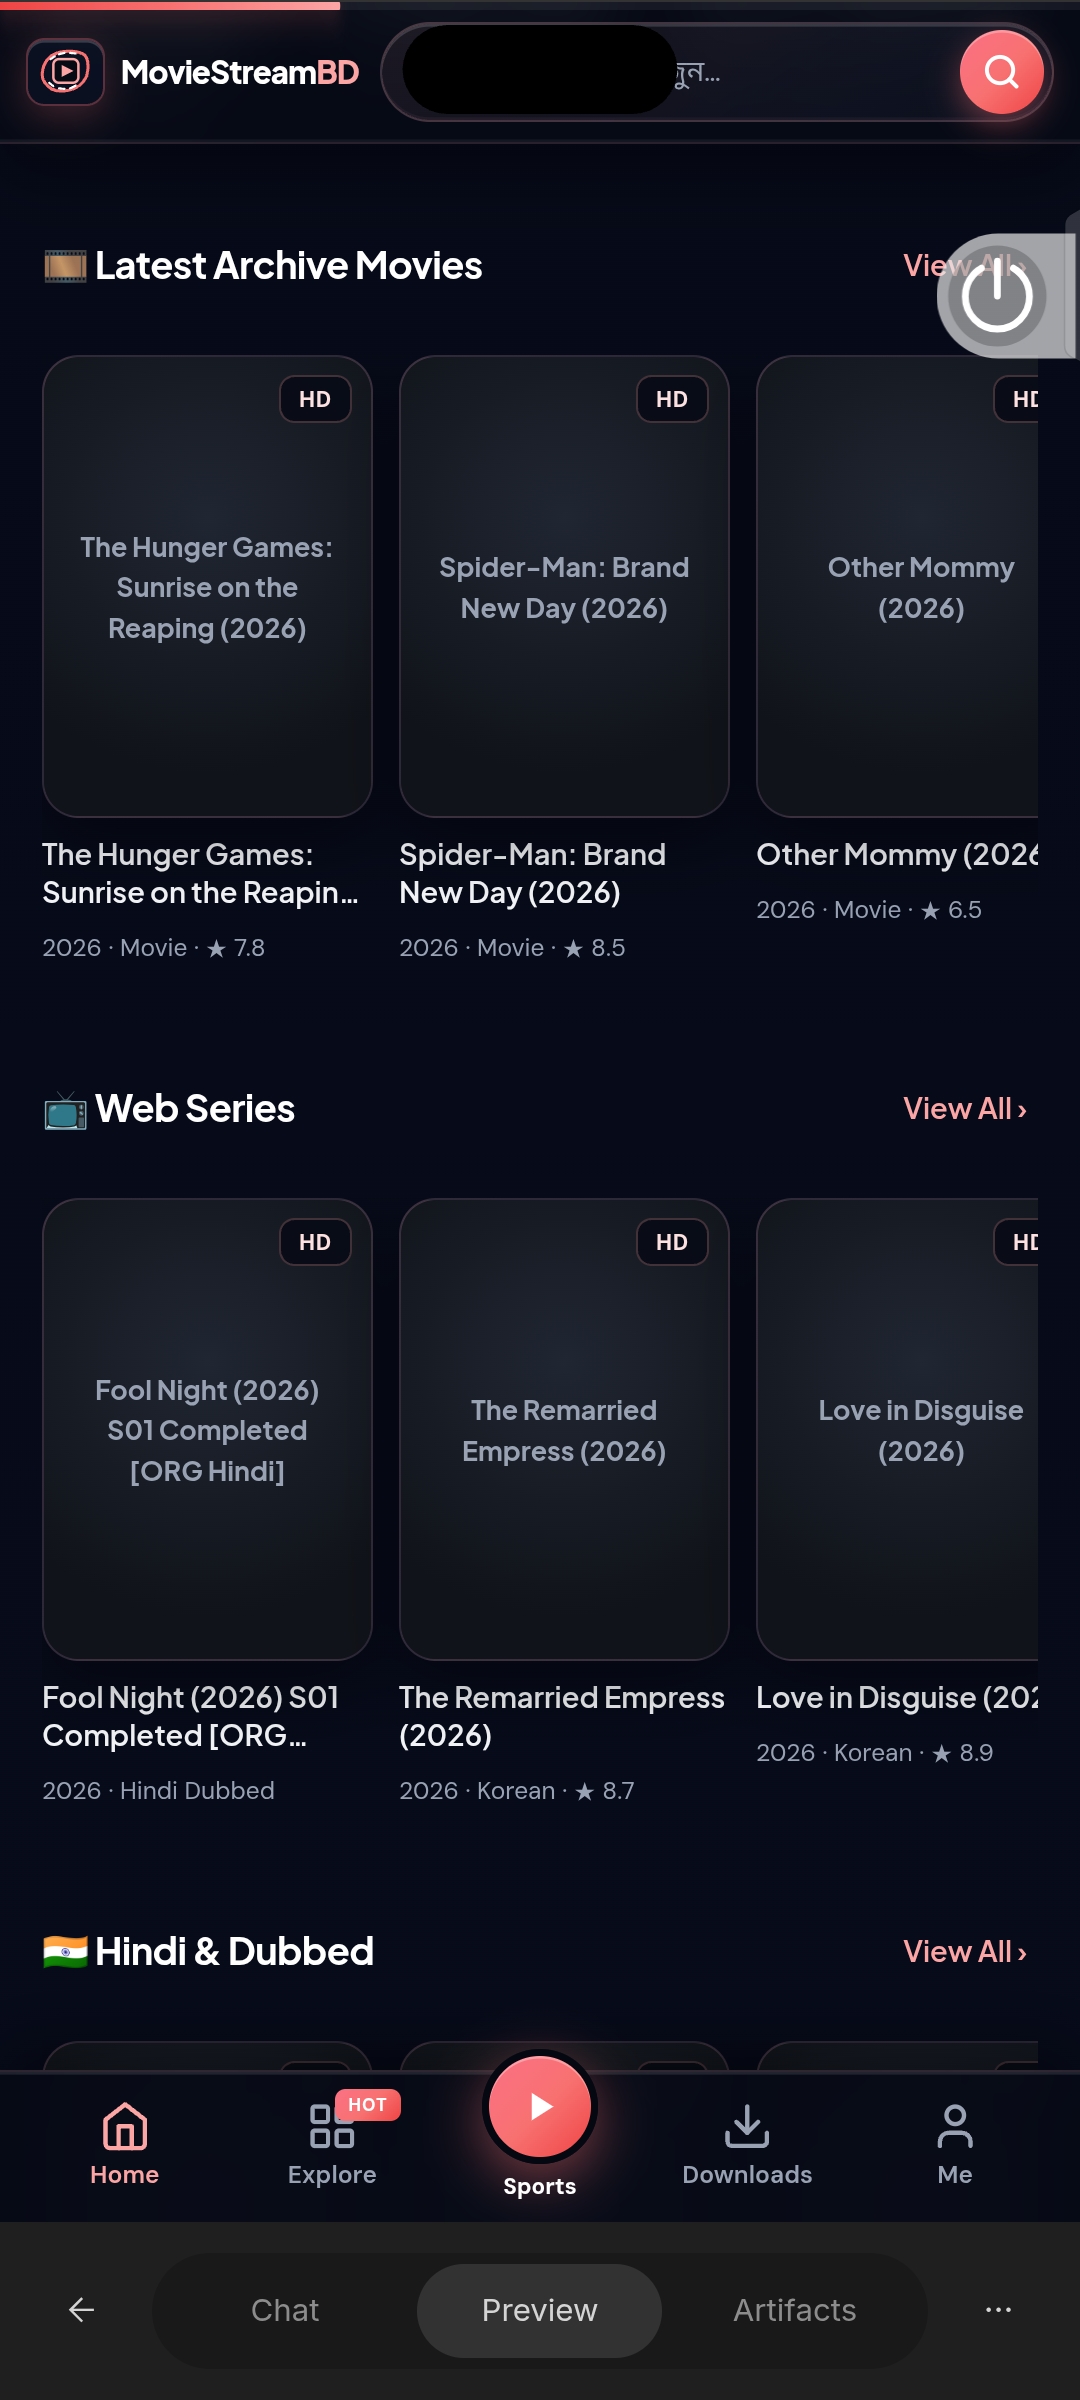 MovieStreamBD
Latest Archive Movies
View All ›
HD
HD
HD
The Hunger Games:
Sunrise on the
Reaping (2026)
Spider-Man: Brand
New Day (2026)
Other Mommy
(2026)
The Hunger Games:
Sunrise on the Reapin...
2026 · Movie · ★ 7.8
Spider-Man: Brand
New Day (2026)
2026 · Movie · ★ 8.5
Other Mommy (2026
2026 · Movie · ★ 6.5
Web Series
View All ›
HD
HD
HD
Fool Night (2026)
S01 Completed
[ORG Hindi]
The Remarried
Empress (2026)
Love in Disguise
(2026)
Fool Night (2026) S01
Completed [ORG...
2026 · Hindi Dubbed
The Remarried Empress
(2026)
2026 · Korean · ★ 8.7
Love in Disguise (202
2026 · Korean · ★ 8.9
Hindi & Dubbed
View All ›
Home
HOT
Explore
Sports
Downloads
Me
Chat
Preview
Artifacts